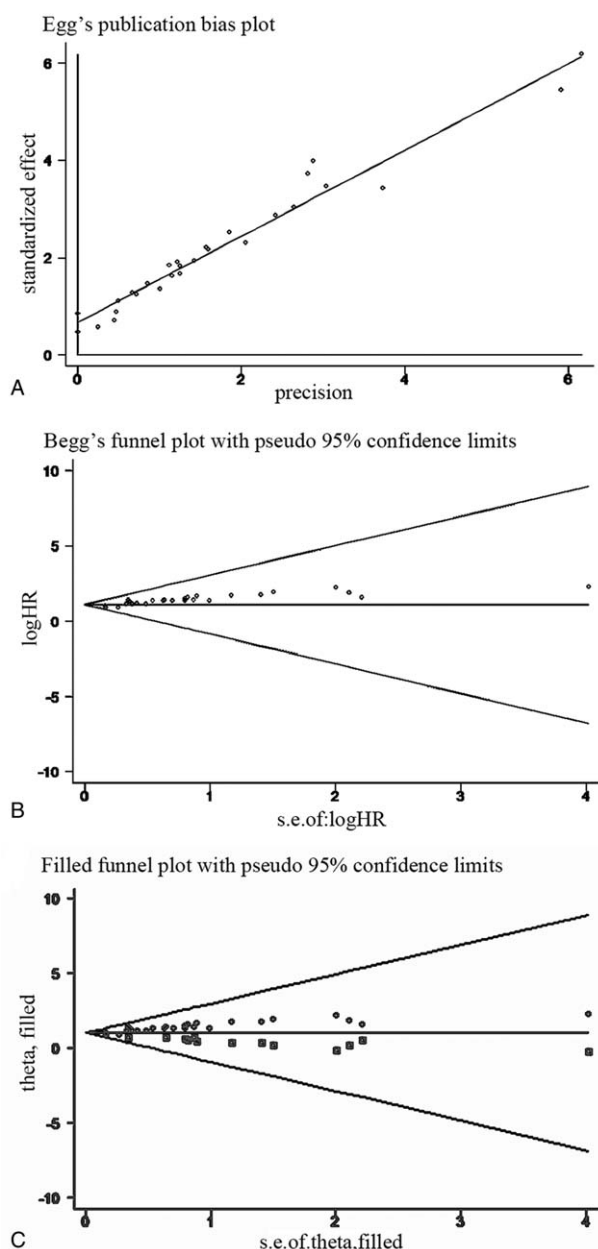 Egg's publication bias plot
6
4
2
0
standardized effect
0 2 4 6
precision
A
Begg's funnel plot with pseudo 95% confidence limits
10
5
0
-5
-10
logHR
0 1 2 3 4
s.e.of:logHR
B
Filled funnel plot with pseudo 95% confidence limits
10
5
0
-5
-10
theta, filled
0 1 2 3 4
s.e.of.theta,filled
C